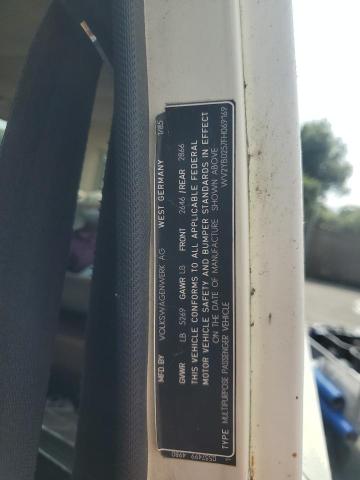 MFD. BY VOLKSWAGENWERK AG WEST GERMANY 1/85
GVWR LB 5269 GAWR LB FRONT 2646 /REAR 2866
THIS VEHICLE CONFORMS TO ALL APPLICABLE FEDERAL
MOTOR VEHICLE SAFETY AND BUMPER STANDARDS IN EFFECT
ON THE DATE OF MANUFACTURE SHOWN ABOVE
WV2YB0257FH069169
TYPE MULTIPURPOSE PASSENGER VEHICLE